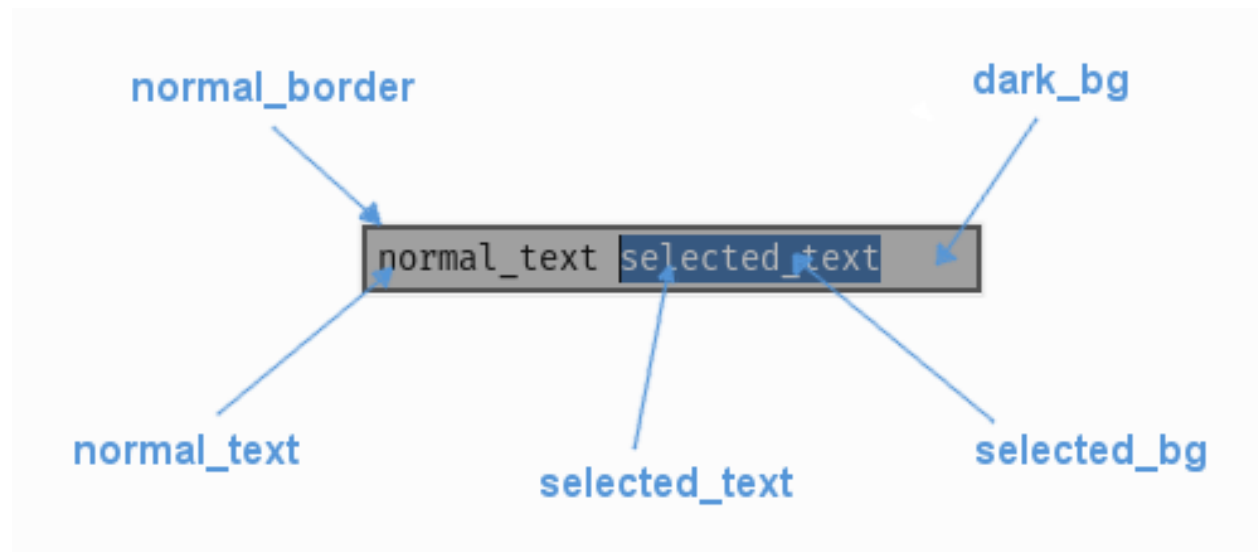 normal_border
dark_bg
normal_text selected_text
normal_text
selected_text
selected_bg